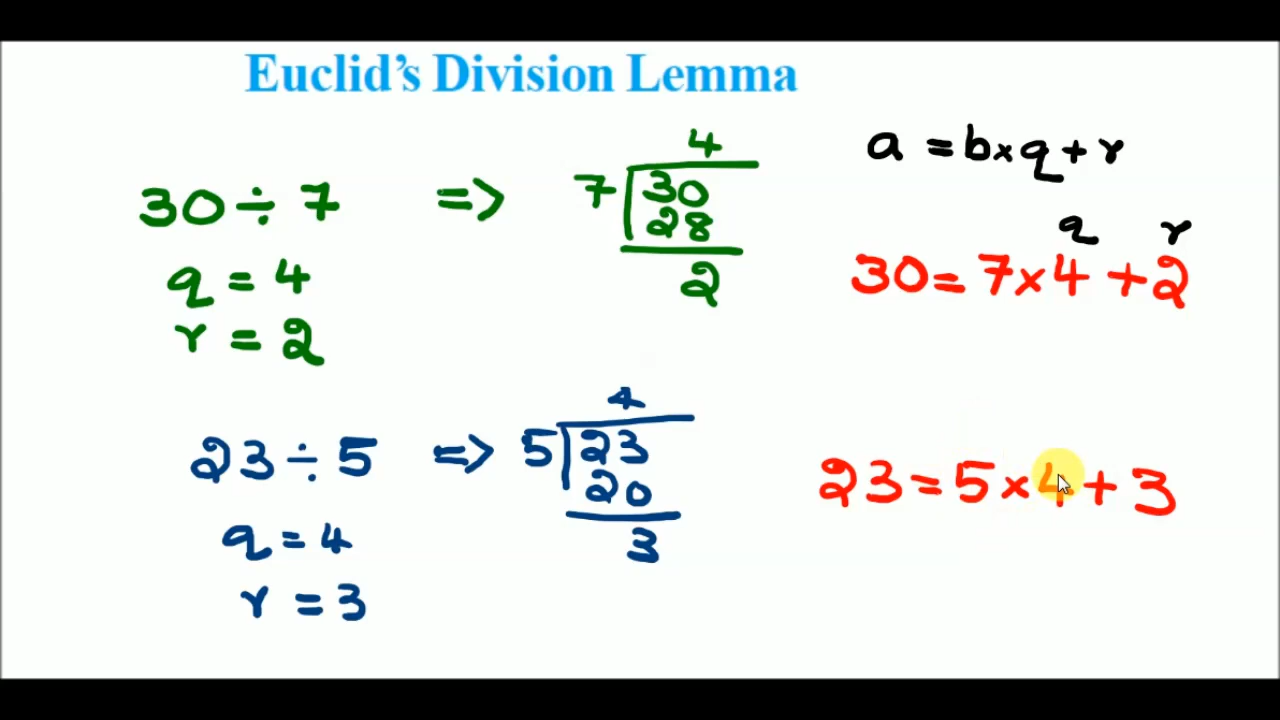 Euclid's Division Lemma
a = b × q + r
30 ÷ 7 => 7 30 4
28
2
q = 4
r = 2
q r
30 = 7 × 4 + 2
23 ÷ 5 => 5 23 4
20
3
q = 4
r = 3
23 = 5 × 4 + 3